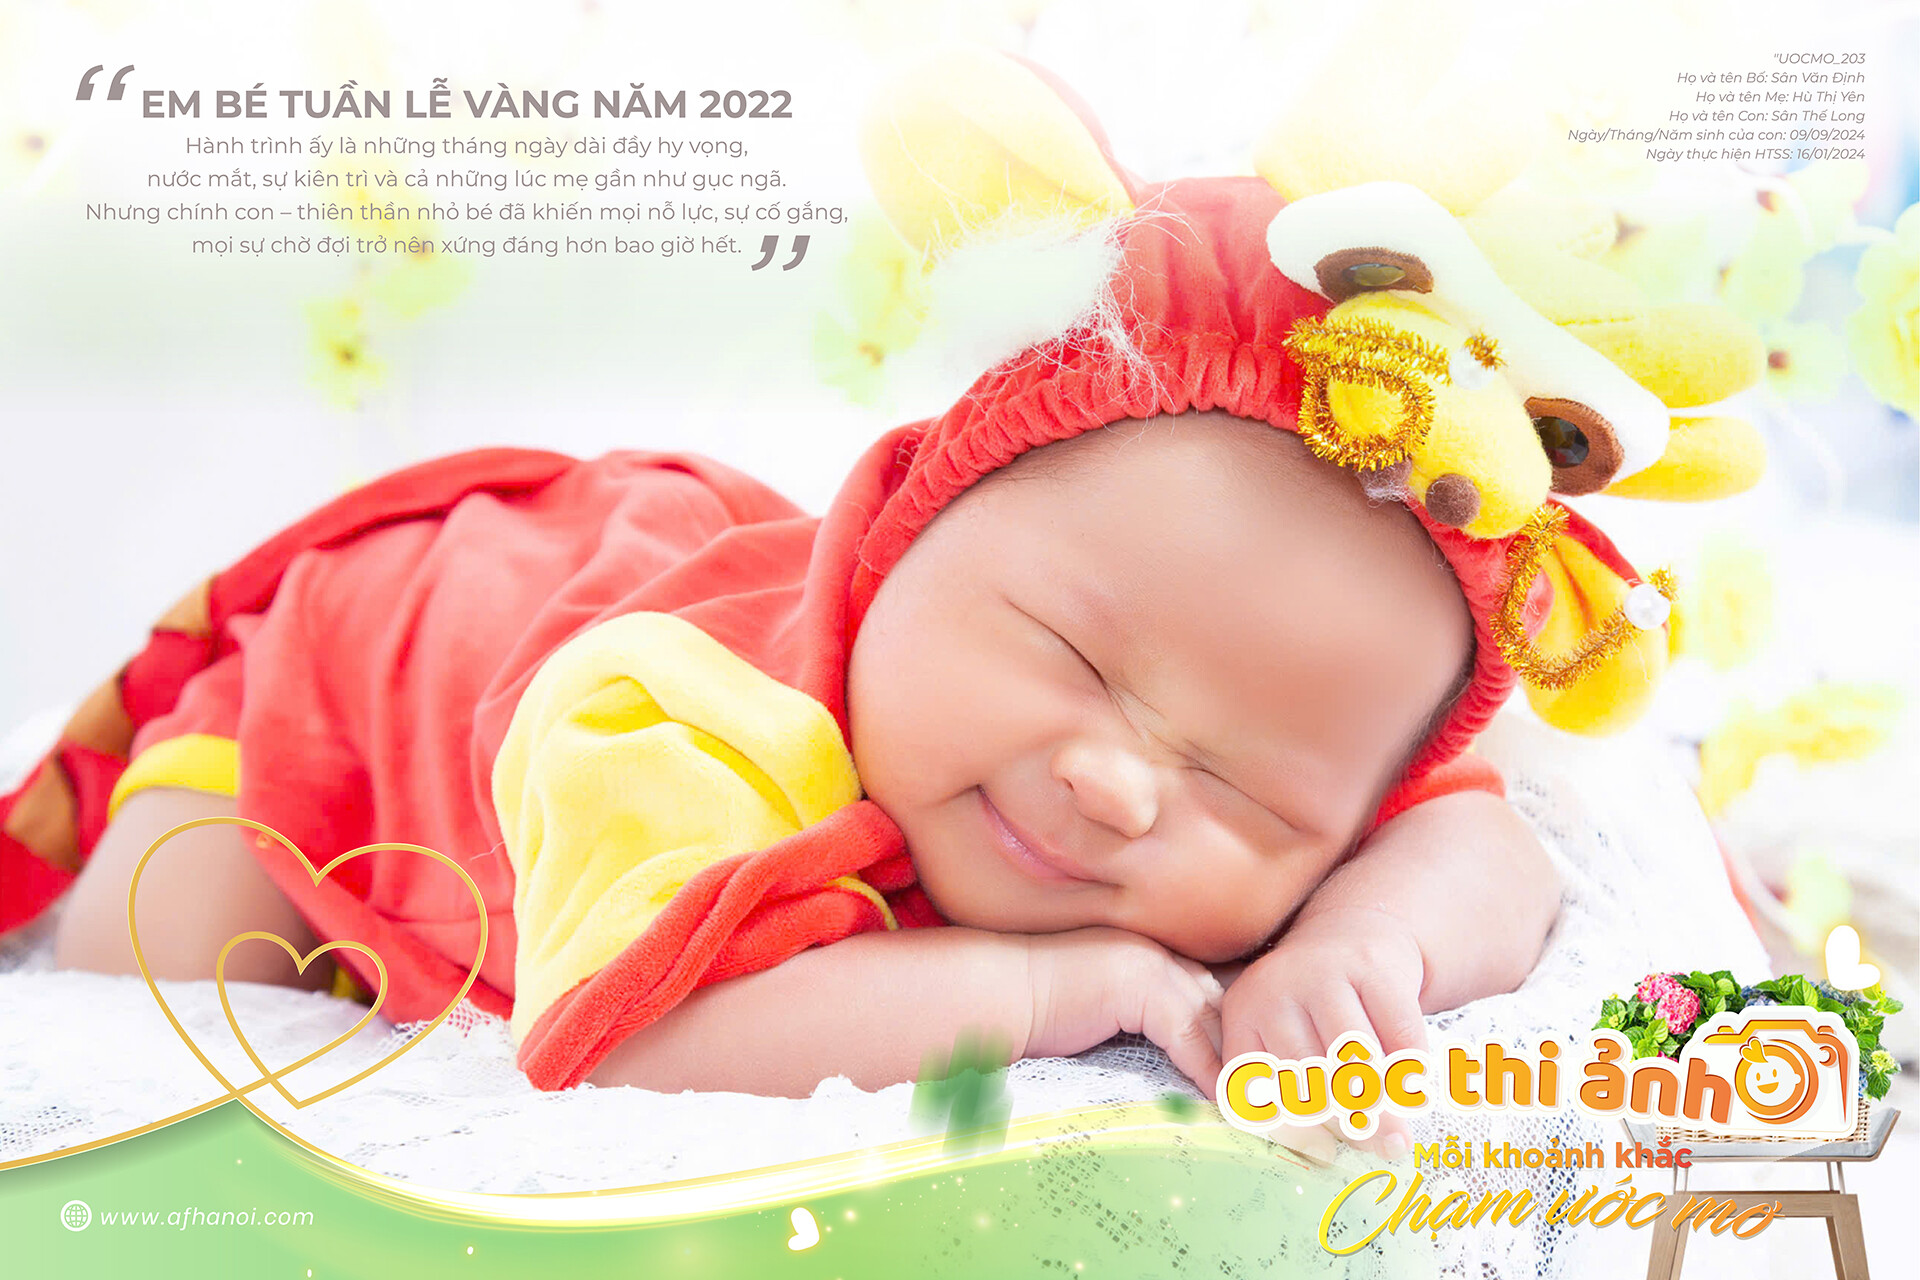 EM BÉ TUẦN LỄ VÀNG NĂM 2022
Hành trình ấy là những tháng ngày dài đầy hy vọng,
nước mắt, sự kiên trì và cả những lúc mẹ gần như gục ngã.
Nhưng chính con – thiên thần nhỏ bé đã khiến mọi nỗ lực, sự cố gắng,
mọi sự chờ đợi trở nên xứng đáng hơn bao giờ hết.
"UOCMO_203
Họ và tên Bố: Sân Văn Định
Họ và tên Mẹ: Hù Thị Yên
Họ và tên Con: Sân Thế Long
Ngày/Tháng/Năm sinh của con: 09/09/2024
Ngày thực hiện HTSS: 16/01/2024
Cuộc thi ảnh
Mỗi khoảnh khắc
Chạm ước mơ
www.afhanoi.com